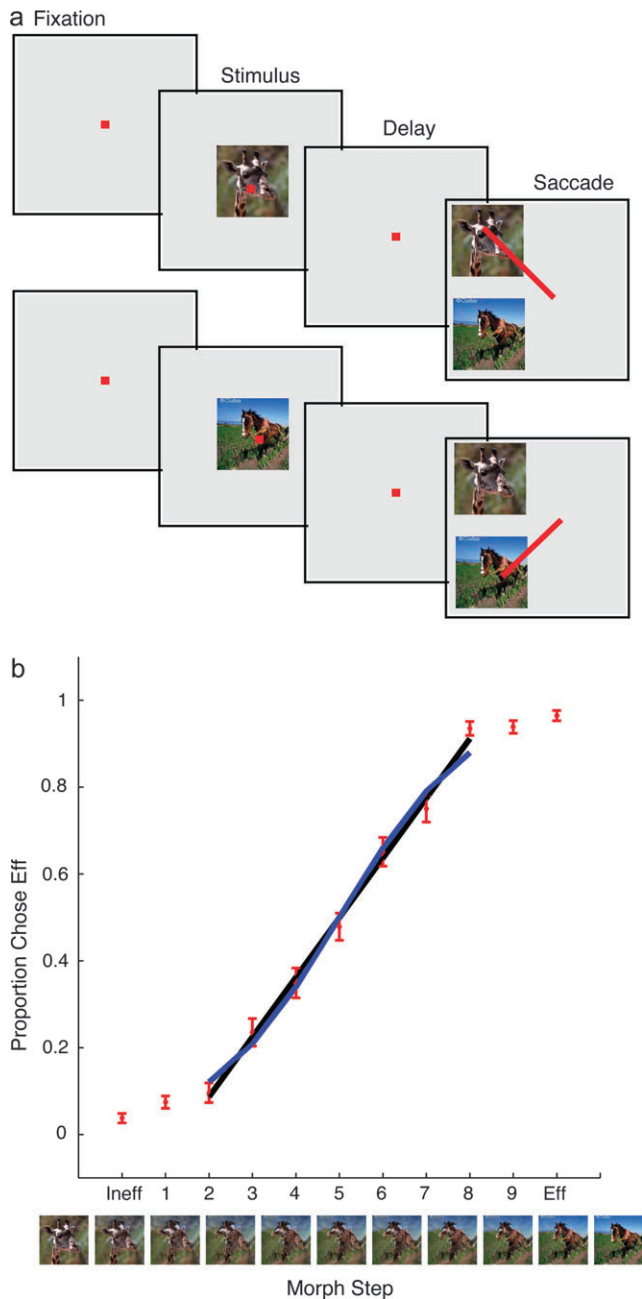 a Fixation
Stimulus
Delay
Saccade
b
1
0.8
0.6
0.4
0.2
0
Proportion Chose Eff
Ineff 1 2 3 4 5 6 7 8 9 Eff
Morph Step